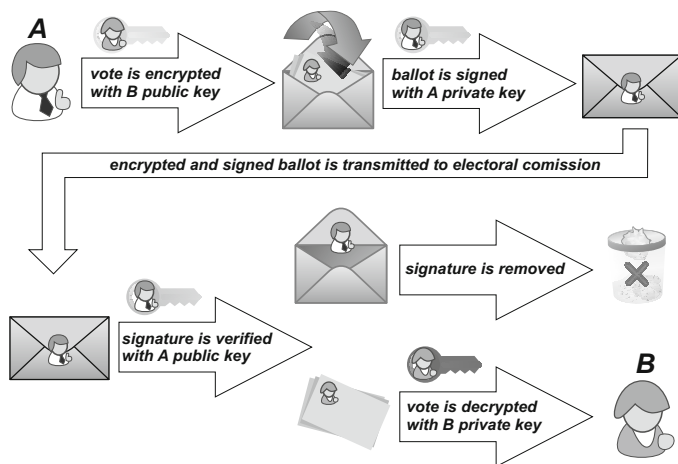 A
vote is encrypted
with B public key
ballot is signed
with A private key
encrypted and signed ballot is transmitted to electoral comission
signature is removed
signature is verified
with A public key
B
vote is decrypted
with B private key